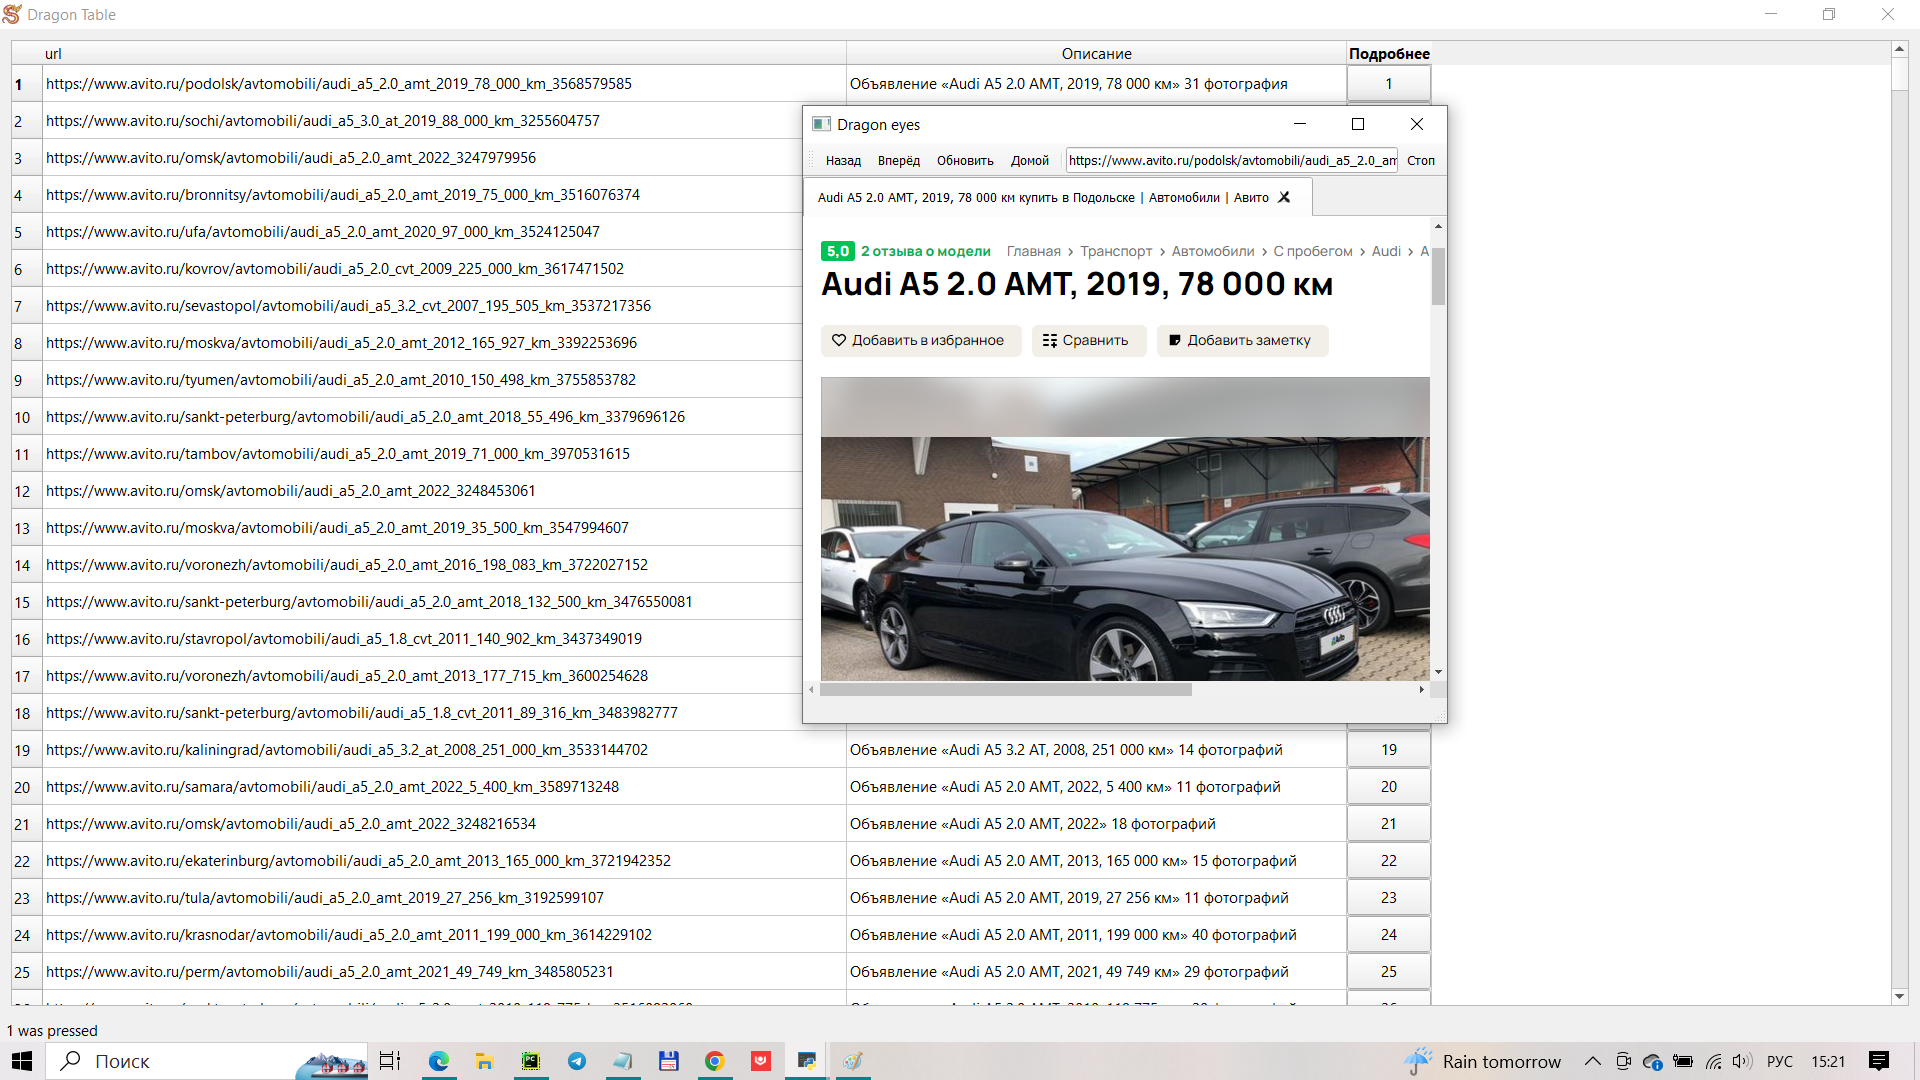 Dragon Table
url Описание Подробнее
1 https://www.avito.ru/podolsk/avtomobili/audi_a5_2.0_amt_2019_78_000_km_3568579585 Объявление «Audi A5 2.0 AMT, 2019, 78 000 км» 31 фотография 1
2 https://www.avito.ru/sochi/avtomobili/audi_a5_3.0_at_2019_88_000_km_3255604757
3 https://www.avito.ru/omsk/avtomobili/audi_a5_2.0_amt_2022_3247979956
4 https://www.avito.ru/bronnitsy/avtomobili/audi_a5_2.0_amt_2019_75_000_km_3516076374
5 https://www.avito.ru/ufa/avtomobili/audi_a5_2.0_amt_2020_97_000_km_3524125047
6 https://www.avito.ru/kovrov/avtomobili/audi_a5_2.0_cvt_2009_225_000_km_3617471502
7 https://www.avito.ru/sevastopol/avtomobili/audi_a5_3.2_cvt_2007_195_505_km_3537217356
8 https://www.avito.ru/moskva/avtomobili/audi_a5_2.0_amt_2012_165_927_km_3392253696
9 https://www.avito.ru/tyumen/avtomobili/audi_a5_2.0_amt_2010_150_498_km_3755853782
10 https://www.avito.ru/sankt-peterburg/avtomobili/audi_a5_2.0_amt_2018_55_496_km_3379696126
11 https://www.avito.ru/tambov/avtomobili/audi_a5_2.0_amt_2019_71_000_km_3970531615
12 https://www.avito.ru/omsk/avtomobili/audi_a5_2.0_amt_2022_3248453061
13 https://www.avito.ru/moskva/avtomobili/audi_a5_2.0_amt_2019_35_500_km_3547994607
14 https://www.avito.ru/voronezh/avtomobili/audi_a5_2.0_amt_2016_198_083_km_3722027152
15 https://www.avito.ru/sankt-peterburg/avtomobili/audi_a5_2.0_amt_2018_132_500_km_3476550081
16 https://www.avito.ru/stavropol/avtomobili/audi_a5_1.8_cvt_2011_140_902_km_3437349019
17 https://www.avito.ru/voronezh/avtomobili/audi_a5_2.0_amt_2013_177_715_km_3600254628
18 https://www.avito.ru/sankt-peterburg/avtomobili/audi_a5_1.8_cvt_2011_89_316_km_3483982777
19 https://www.avito.ru/kaliningrad/avtomobili/audi_a5_3.2_at_2008_251_000_km_3533144702 Объявление «Audi A5 3.2 AT, 2008, 251 000 км» 14 фотографий 19
20 https://www.avito.ru/samara/avtomobili/audi_a5_2.0_amt_2022_5_400_km_3589713248 Объявление «Audi A5 2.0 AMT, 2022, 5 400 км» 11 фотографий 20
21 https://www.avito.ru/omsk/avtomobili/audi_a5_2.0_amt_2022_3248216534 Объявление «Audi A5 2.0 AMT, 2022» 18 фотографий 21
22 https://www.avito.ru/ekaterinburg/avtomobili/audi_a5_2.0_amt_2013_165_000_km_3721942352 Объявление «Audi A5 2.0 AMT, 2013, 165 000 км» 15 фотографий 22
23 https://www.avito.ru/tula/avtomobili/audi_a5_2.0_amt_2019_27_256_km_3192599107 Объявление «Audi A5 2.0 AMT, 2019, 27 256 км» 11 фотографий 23
24 https://www.avito.ru/krasnodar/avtomobili/audi_a5_2.0_amt_2011_199_000_km_3614229102 Объявление «Audi A5 2.0 AMT, 2011, 199 000 км» 40 фотографий 24
25 https://www.avito.ru/perm/avtomobili/audi_a5_2.0_amt_2021_49_749_km_3485805231 Объявление «Audi A5 2.0 AMT, 2021, 49 749 км» 29 фотографий 25
Dragon eyes
Назад Вперёд Обновить Домой https://www.avito.ru/podolsk/avtomobili/audi_a5_2.0_am Стоп
Audi A5 2.0 AMT, 2019, 78 000 км купить в Подольске | Автомобили | Авито
5,0 2 отзыва о модели Главная › Транспорт › Автомобили › С пробегом › Audi › A
Audi A5 2.0 AMT, 2019, 78 000 км
Добавить в избранное Сравнить Добавить заметку
Avito
1 was pressed
Поиск Rain tomorrow РУС 15:21